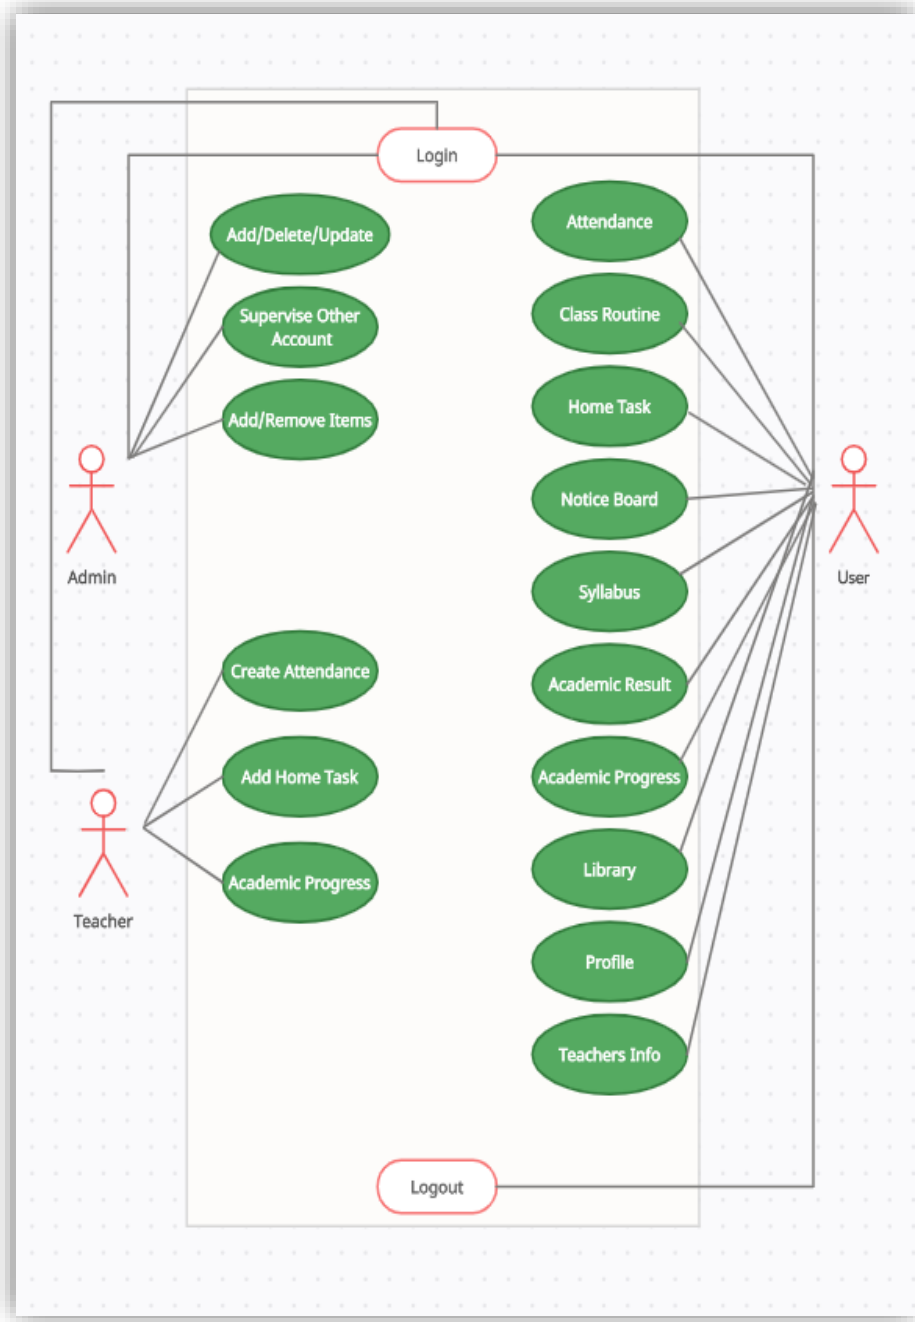 Login
Add/Delete/Update
Supervise Other
Account
Add/Remove Items
Admin
Create Attendance
Add Home Task
Academic Progress
Teacher
Attendance
Class Routine
Home Task
Notice Board
Syllabus
Academic Result
Academic Progress
Library
Profile
Teachers Info
User
Logout